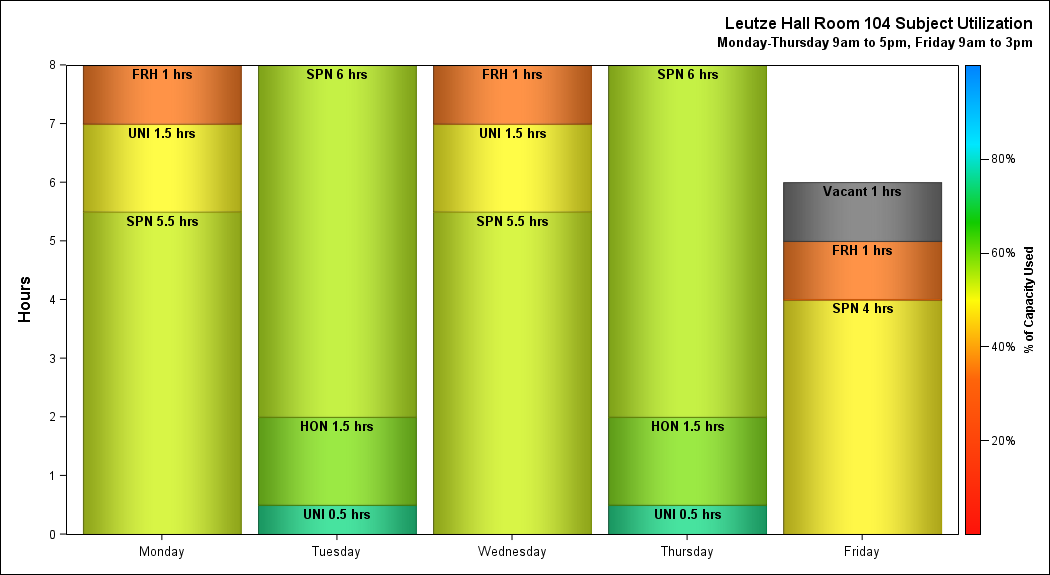 Leutze Hall Room 104 Subject Utilization
Monday-Thursday 9am to 5pm, Friday 9am to 3pm
Hours
8
7
6
5
4
3
2
1
0
FRH 1 hrs
UNI 1.5 hrs
SPN 5.5 hrs
SPN 6 hrs
HON 1.5 hrs
UNI 0.5 hrs
FRH 1 hrs
UNI 1.5 hrs
SPN 5.5 hrs
SPN 6 hrs
HON 1.5 hrs
UNI 0.5 hrs
Vacant 1 hrs
FRH 1 hrs
SPN 4 hrs
Monday
Tuesday
Wednesday
Thursday
Friday
80%
60%
40%
20%
% of Capacity Used